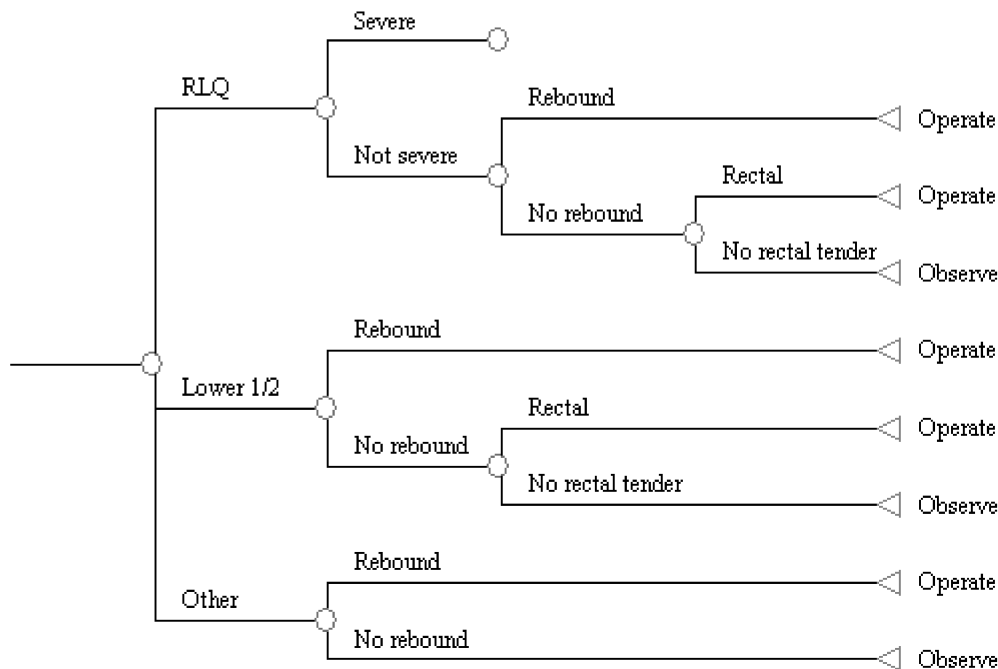 Severe
RLQ
Rebound
Operate
Not severe
Rectal
Operate
No rebound
No rectal tender
Observe
Rebound
Operate
Lower 1/2
Rectal
Operate
No rebound
No rectal tender
Observe
Rebound
Operate
Other
No rebound
Observe